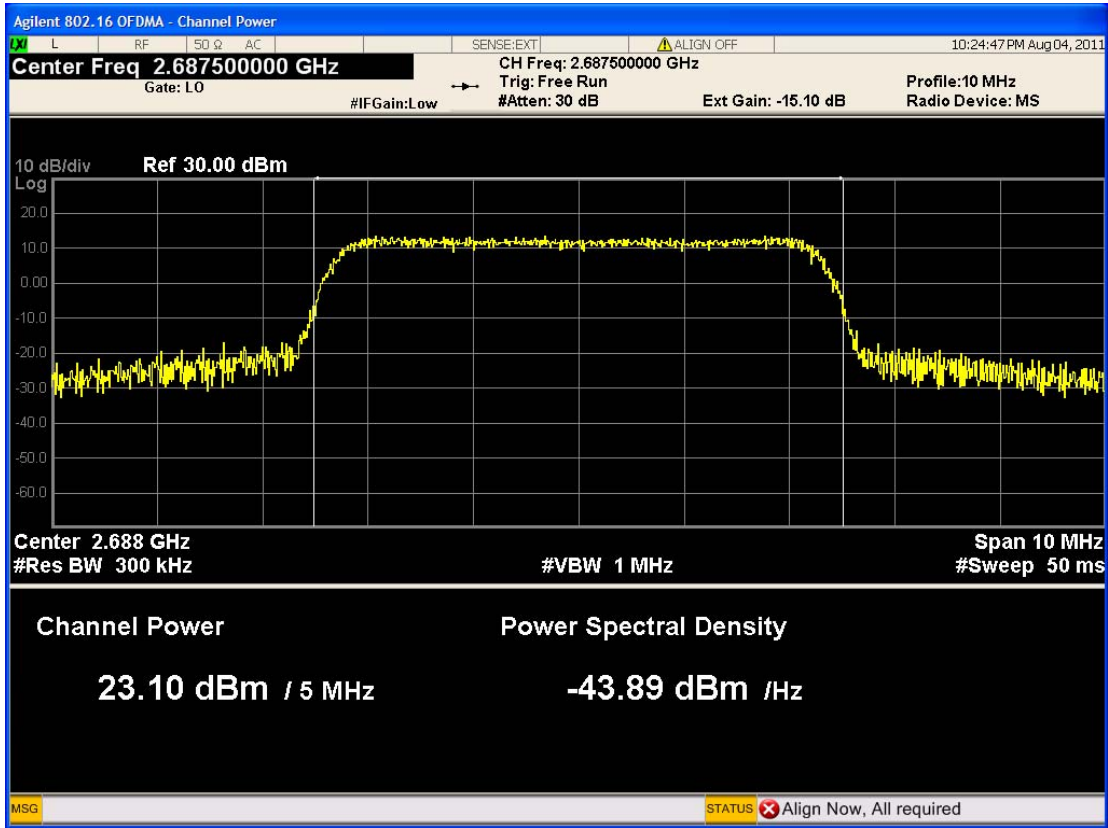 Agilent 802.16 OFDMA - Channel Power
LXI L RF 50 Ω AC SENSE:EXT ALIGN OFF 10:24:47 PM Aug 04, 2011
Center Freq 2.687500000 GHz
Gate: LO
#IFGain:Low
CH Freq: 2.687500000 GHz
Trig: Free Run
#Atten: 30 dB
Ext Gain: -15.10 dB
Profile:10 MHz
Radio Device: MS
10 dB/div Ref 30.00 dBm
Log
20.0
10.0
0.00
-10.0
-20.0
-30.0
-40.0
-50.0
-60.0
Center 2.688 GHz Span 10 MHz
#Res BW 300 kHz #VBW 1 MHz #Sweep 50 ms
Channel Power Power Spectral Density
23.10 dBm / 5 MHz -43.89 dBm /Hz
MSG STATUS Align Now, All required